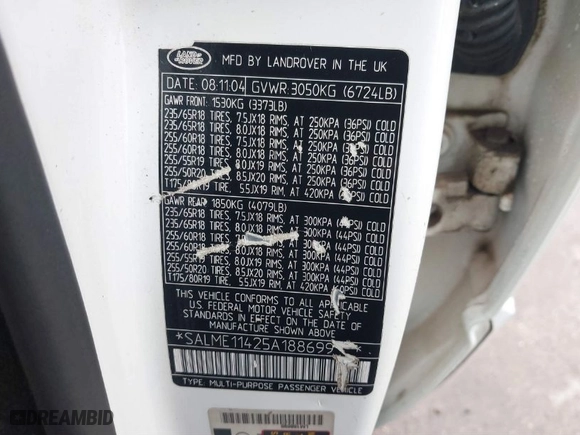 LAND ROVER
MFD BY LANDROVER IN THE UK
DATE: 08:11:04 GVWR:3050KG (6724LB)
GAWR FRONT: 1530KG (3373LB)
235/65R18 TIRES, 7.5JX18 RIMS, AT 250KPA (36PSI) COLD
235/65R18 TIRES, 8.0JX18 RIMS, AT 250KPA (36PSI) COLD
255/60R18 TIRES, 7.5JX18 RIMS, AT 250KPA (36PSI) COLD
255/60R18 TIRES, 8.0JX18 RIMS, AT 250KPA (36PSI) COLD
255/55R19 TIRES, 8.0JX19 RIMS, AT 250KPA (36PSI) COLD
255/50R20 TIRES, 8.5JX20 RIMS, AT 250KPA (36PSI) COLD
T175/80R19 TIRES, 5.5JX19 RIM, AT 420KPA (60PSI) COLD
GAWR REAR 1850KG (4079LB)
235/65R18 TIRES, 7.5JX18 RIMS, AT 300KPA (44PSI) COLD
235/65R18 TIRES, 8.0JX18 RIMS, AT 300KPA (44PSI) COLD
255/60R18 TIRES, RIMS, AT 300KPA (44PSI) COLD
255/60R18 TIRES, 8.0JX18 RIMS, AT 300KPA (44PSI) COLD
255/55R19 TIRES, 8.0JX19 RIMS, AT 300KPA (44PSI) COLD
255/50R20 TIRES, 8.5JX20 RIMS, AT 300KPA (44PSI) COLD
T175/80R19 TIRE, 5.5JX19 RIM, AT 420KPA COLD
THIS VEHICLE CONFORMS TO ALL APPLICABLE
U.S. FEDERAL MOTOR VEHICLE SAFETY
STANDARDS IN EFFECT ON THE DATE OF
MANUFACTURE SHOWN ABOVE.
*SALME11425A188699
TYPE: MULTI-PURPOSE PASSENGER VEHICLE
DREAMBID